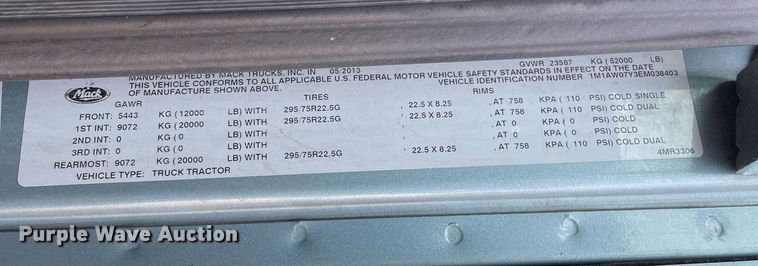 MANUFACTURED BY MACK TRUCKS, INC. IN 05/2013 GVWR 23587 KG ( 52000 LB)
THIS VEHICLE CONFORMS TO ALL APPLICABLE U.S. FEDERAL MOTOR VEHICLE SAFETY STANDARDS IN EFFECT ON THE DATE
OF MANUFACTURE SHOWN ABOVE. VEHICLE IDENTIFICATION NUMBER 1M1AW07Y3EM038403
Mack
GAWR TIRES RIMS
FRONT: 5443 KG ( 12000 LB) WITH 295/75R22.5G , 22.5 X 8.25 , AT 758 KPA ( 110 PSI) COLD SINGLE
1ST INT: 9072 KG ( 20000 LB) WITH 295/75R22.5G , 22.5 X 8.25 , AT 758 KPA ( 110 PSI) COLD DUAL
2ND INT: 0 KG ( 0 LB) WITH , AT 0 KPA ( 0 PSI) COLD
3RD INT: 0 KG ( 0 LB) WITH , AT 0 KPA ( 0 PSI) COLD
REARMOST: 9072 KG ( 20000 LB) WITH 295/75R22.5G , 22.5 X 8.25 , AT 758 KPA ( 110 PSI) COLD DUAL
VEHICLE TYPE: TRUCK TRACTOR 4MR3306
Purple Wave Auction